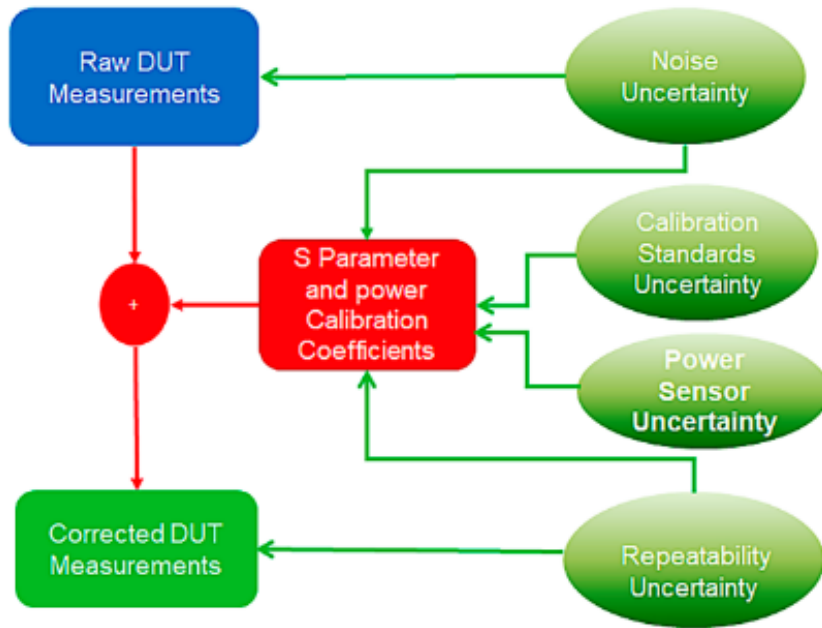 Raw DUT
Measurements
Noise
Uncertainty
Calibration
Standards
Uncertainty
S Parameter
and power
Calibration
Coefficients
+
Power
Sensor
Uncertainty
Corrected DUT
Measurements
Repeatability
Uncertainty